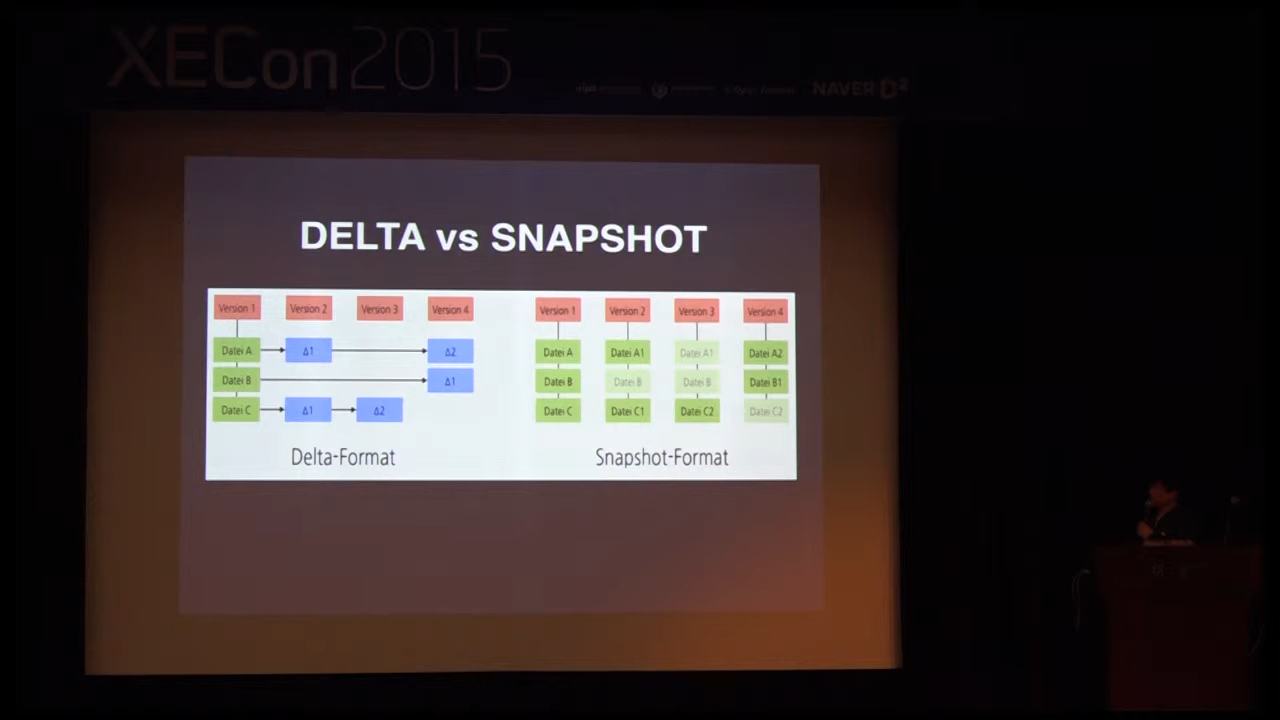 XECon2015
NAVER D2
DELTA vs SNAPSHOT
Version 1 Version 2 Version 3 Version 4
Datei A Δ1 Δ2
Datei B Δ1
Datei C Δ1 Δ2
Delta-Format
Version 1 Version 2 Version 3 Version 4
Datei A Datei A1 Datei A1 Datei A2
Datei B Datei B Datei B Datei B1
Datei C Datei C1 Datei C2 Datei C2
Snapshot-Format